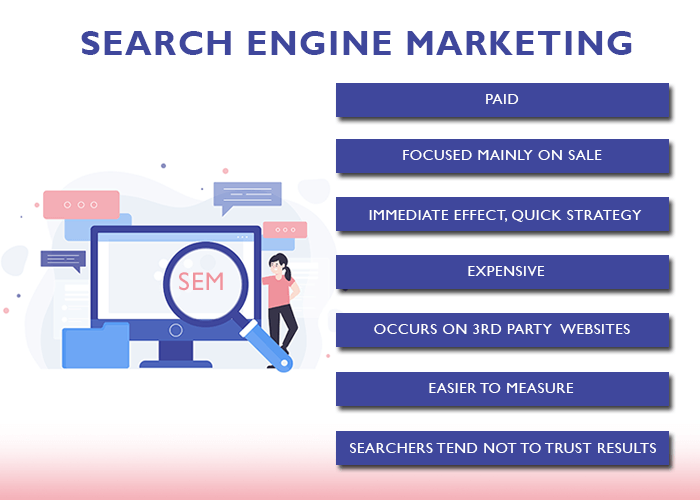 SEARCH ENGINE MARKETING
PAID
FOCUSED MAINLY ON SALE
IMMEDIATE EFFECT, QUICK STRATEGY
EXPENSIVE
OCCURS ON 3RD PARTY WEBSITES
EASIER TO MEASURE
SEARCHERS TEND NOT TO TRUST RESULTS
SEM